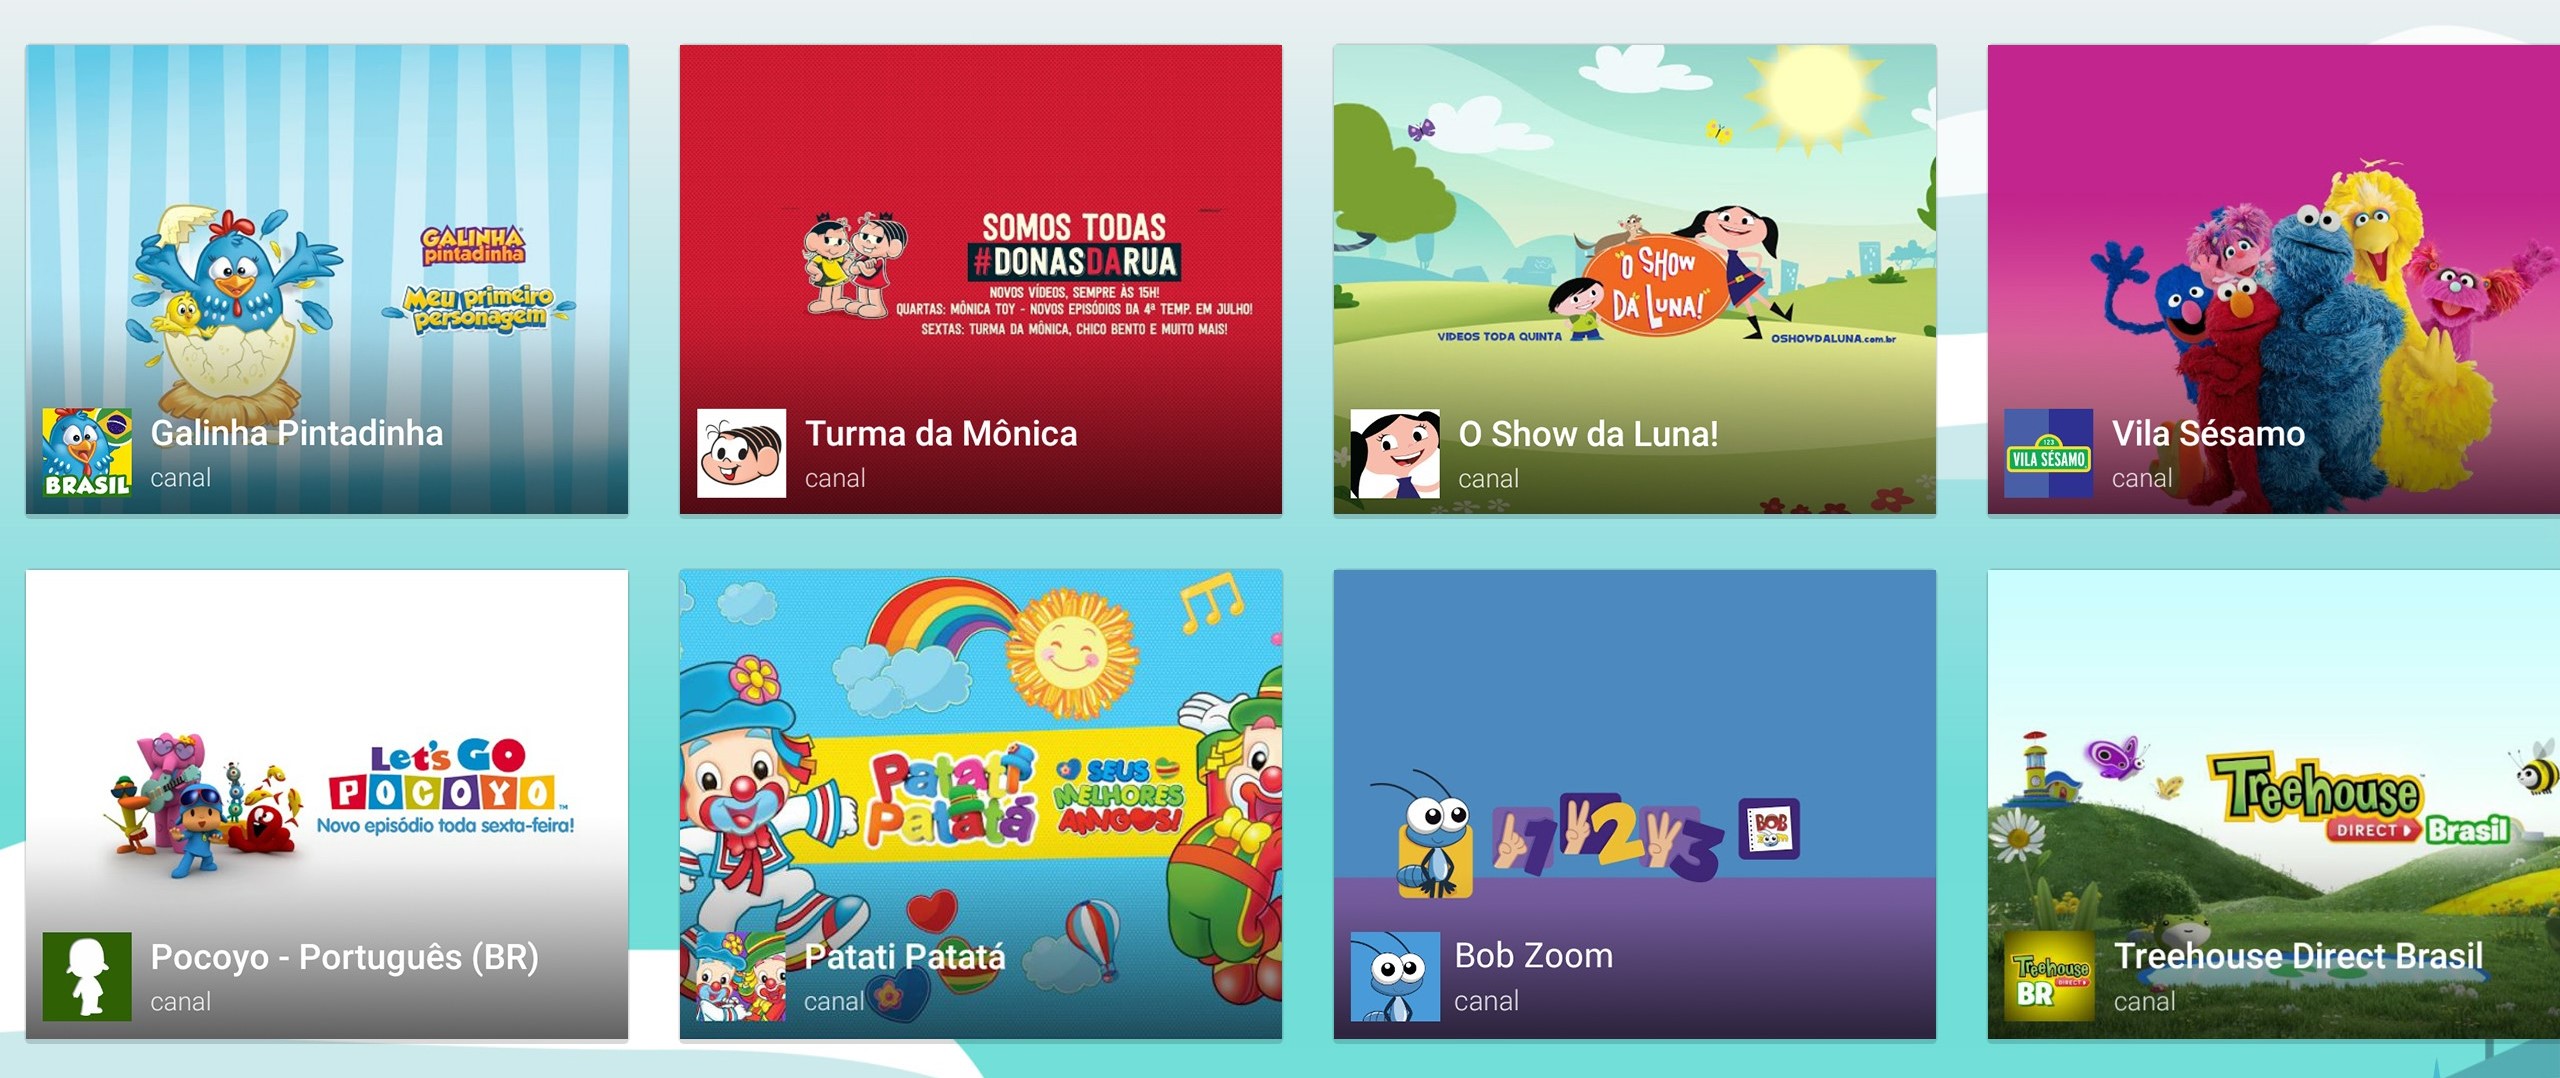 GALINHA
pintadinha
Meu primeiro
personagem
BRASIL
Galinha Pintadinha
canal
SOMOS TODAS
#DONASDARUA
NOVOS VÍDEOS, SEMPRE ÀS 15H!
QUARTAS: MÔNICA TOY - NOVOS EPISÓDIOS DA 4ª TEMP. EM JULHO!
SEXTAS: TURMA DA MÔNICA, CHICO BENTO E MUITO MAIS!
Turma da Mônica
canal
"O SHOW
DA LUNA!"
VIDEOS TODA QUINTA
OSHOWDALUNA.com.br
O Show da Luna!
canal
123
VILA SÉSAMO
Vila Sésamo
canal
Let's GO
POCOYO™
Novo episódio toda sexta-feira!
Pocoyo - Português (BR)
canal
Patati
Patatá
SEUS
MELHORES
AMIGOS!
Patati Patatá
canal
1 2 3
BOB
ZOOM
Bob Zoom
canal
Treehouse
DIRECT Brasil
Treehouse
DIRECT
BR
Treehouse Direct Brasil
canal